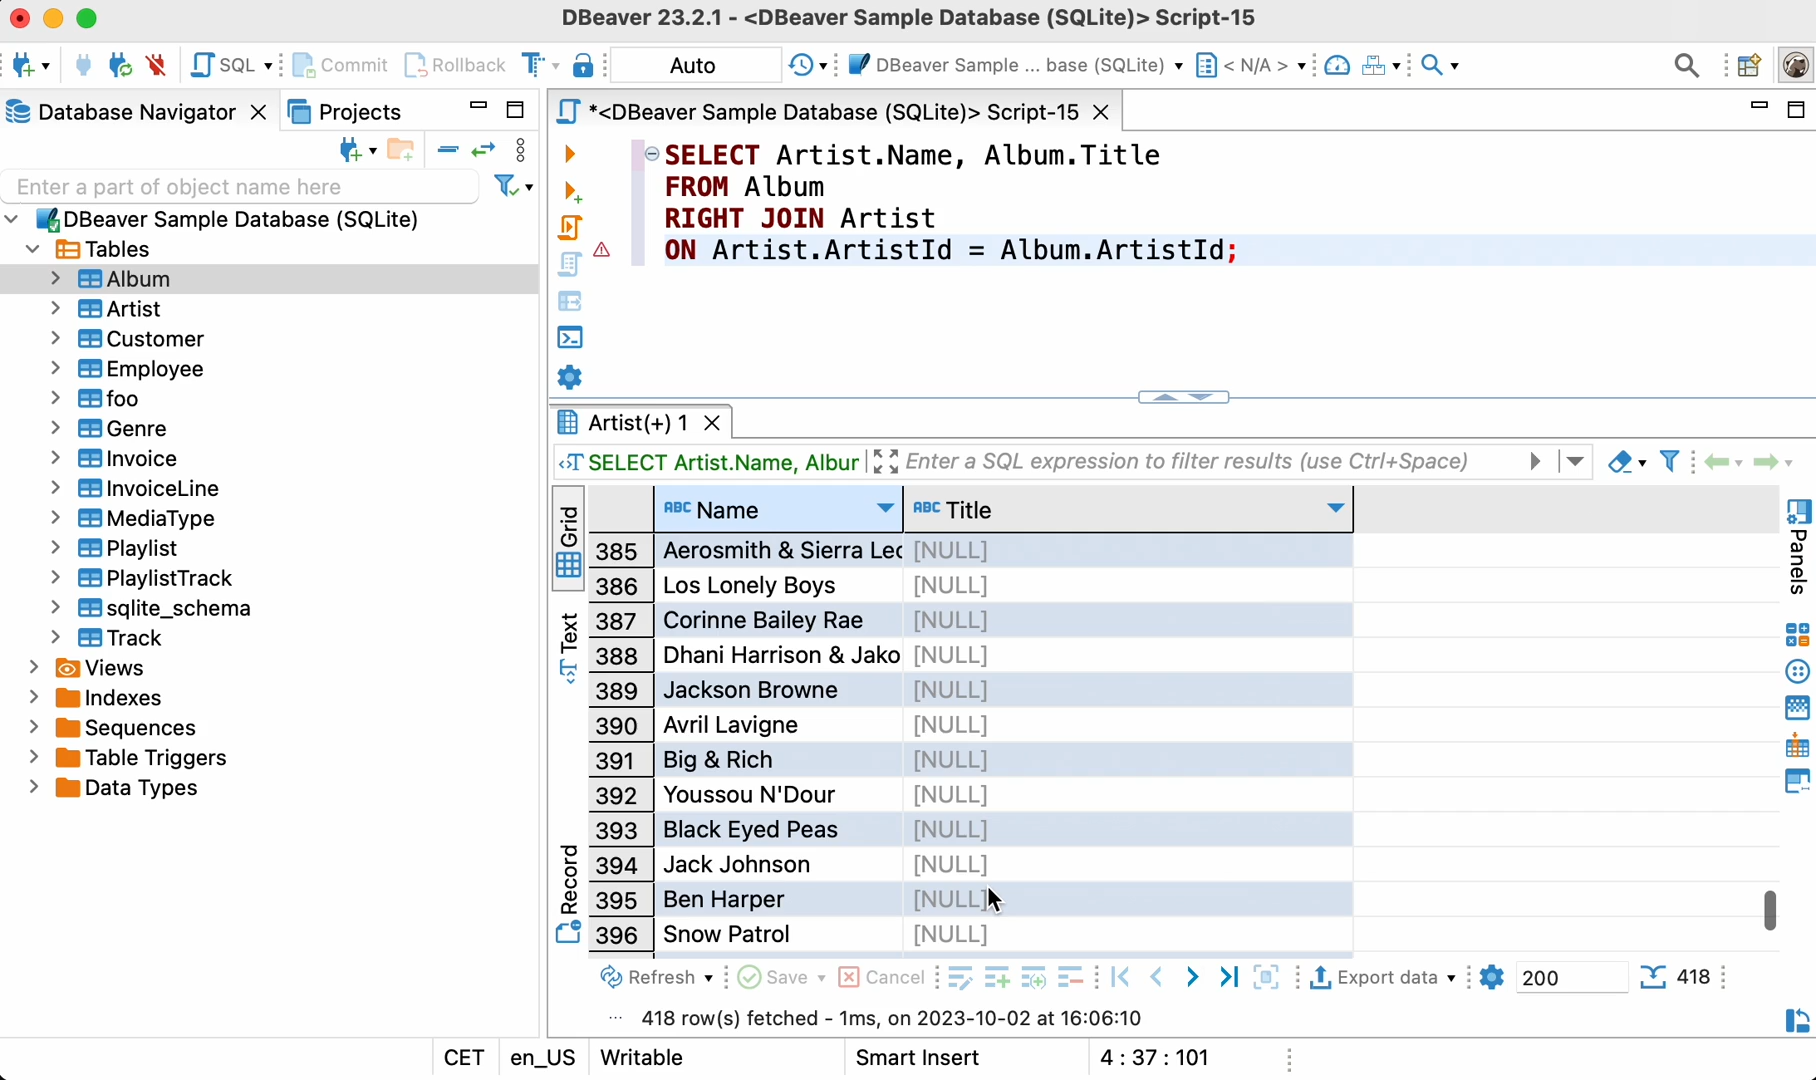 DBeaver 23.2.1 - <DBeaver Sample Database (SQLite)> Script-15
SQL
Commit
Rollback
Auto
DBeaver Sample ... base (SQLite)
< N/A >
Database Navigator
Projects
Enter a part of object name here
DBeaver Sample Database (SQLite)
Tables
Album
Artist
Customer
Employee
foo
Genre
Invoice
InvoiceLine
MediaType
Playlist
PlaylistTrack
sqlite_schema
Track
Views
Indexes
Sequences
Table Triggers
Data Types
*<DBeaver Sample Database (SQLite)> Script-15
SELECT Artist.Name, Album.Title
FROM Album
RIGHT JOIN Artist
ON Artist.ArtistId = Album.ArtistId;
Artist(+) 1
SELECT Artist.Name, Albur
Enter a SQL expression to filter results (use Ctrl+Space)
Grid
Text
Record
ABC Name
ABC Title
385 Aerosmith & Sierra Lec [NULL]
386 Los Lonely Boys [NULL]
387 Corinne Bailey Rae [NULL]
388 Dhani Harrison & Jako [NULL]
389 Jackson Browne [NULL]
390 Avril Lavigne [NULL]
391 Big & Rich [NULL]
392 Youssou N'Dour [NULL]
393 Black Eyed Peas [NULL]
394 Jack Johnson [NULL]
395 Ben Harper [NULL]
396 Snow Patrol [NULL]
Panels
Refresh
Save
Cancel
Export data
200
418
418 row(s) fetched - 1ms, on 2023-10-02 at 16:06:10
CET
en_US
Writable
Smart Insert
4 : 37 : 101